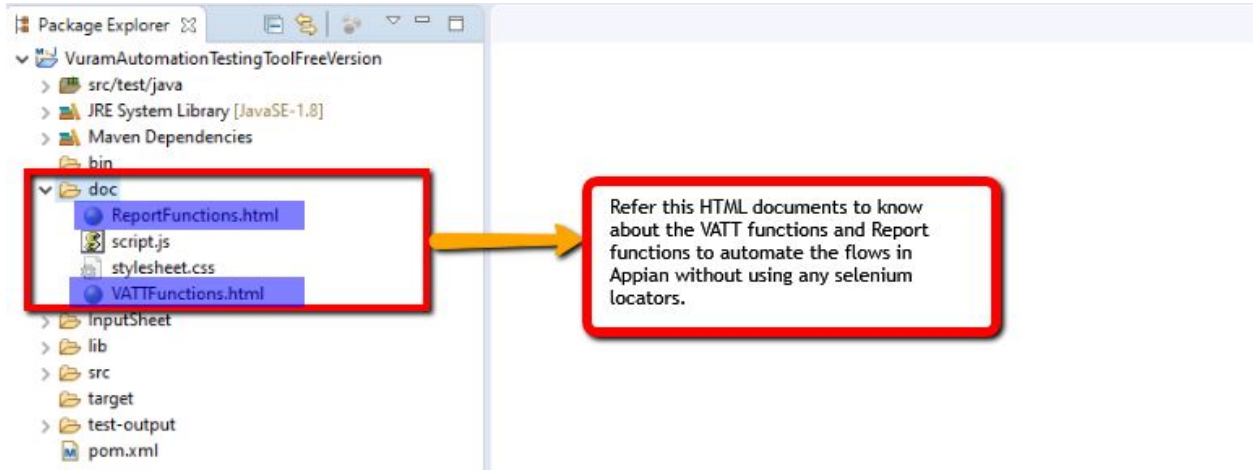 Package Explorer
VuramAutomationTestingToolFreeVersion
src/test/java
JRE System Library [JavaSE-1.8]
Maven Dependencies
bin
doc
ReportFunctions.html
script.js
stylesheet.css
VATTFunctions.html
InputSheet
lib
src
target
test-output
pom.xml
Refer this HTML documents to know
about the VATT functions and Report
functions to automate the flows in
Appian without using any selenium
locators.